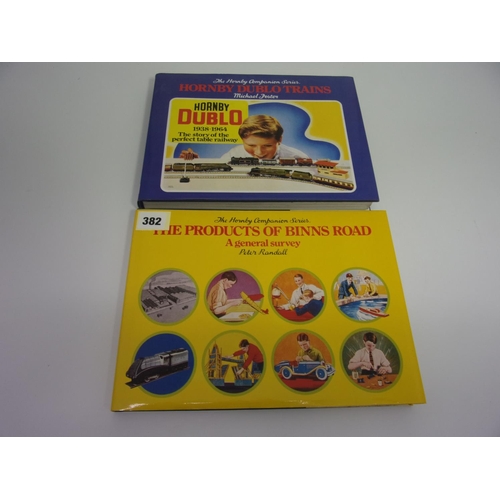 The Hornby Companion Series
HORNBY DUBLO TRAINS
Michael Foster
HORNBY
DUBLO
1938-1964
The story of the
perfect table railway
382
The Hornby Companion Series
THE PRODUCTS OF BINNS ROAD
A general survey
Peter Randall